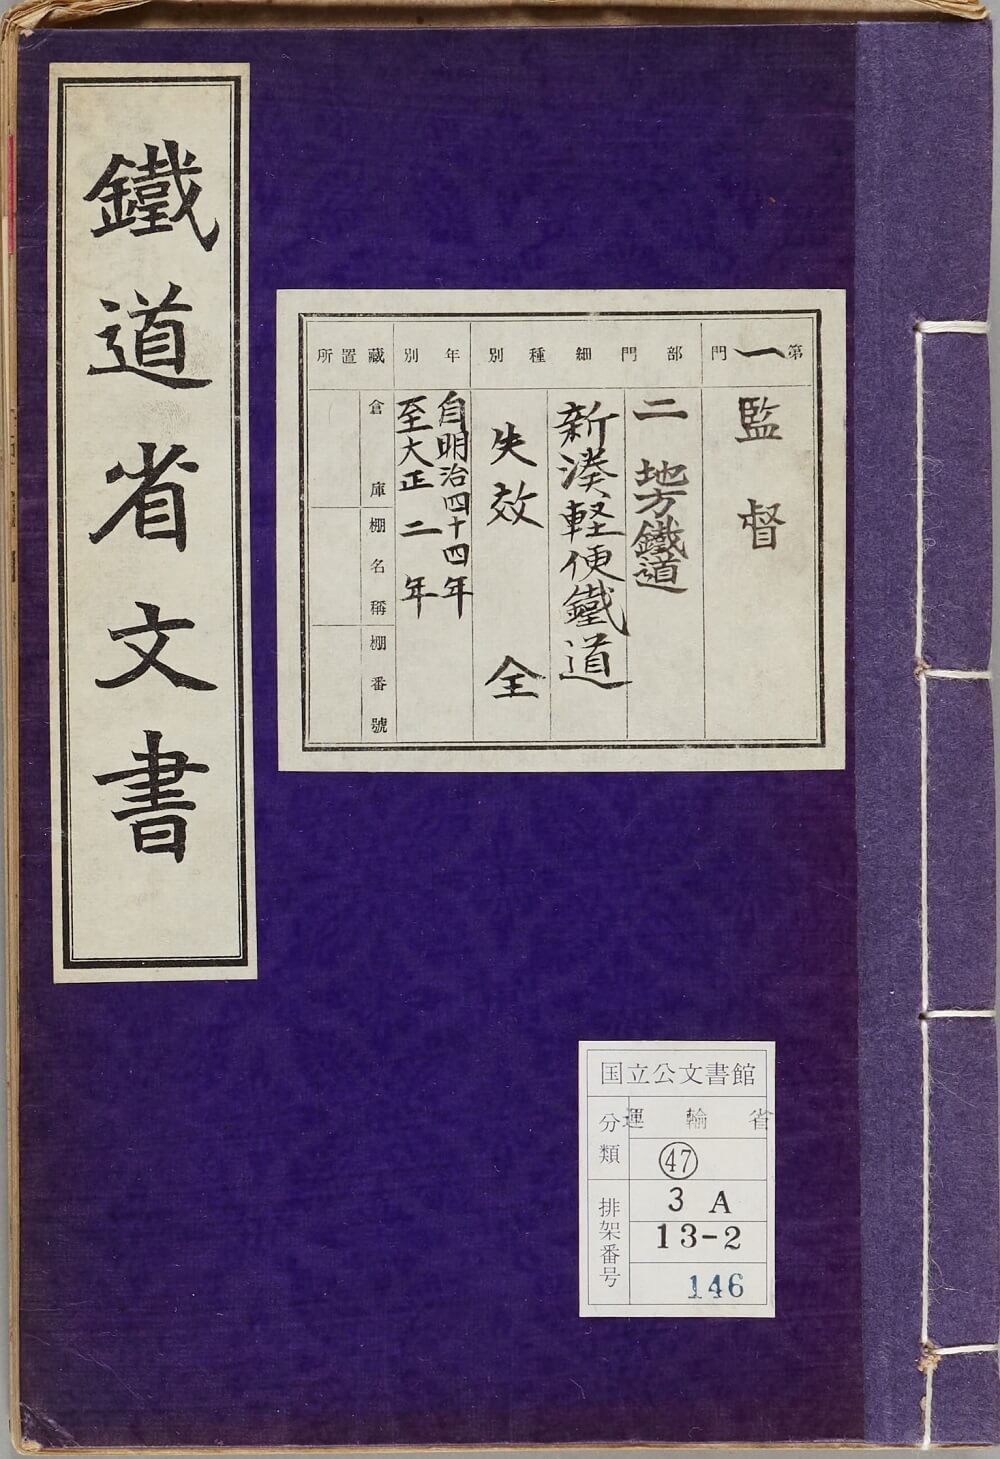 鐵道省文書
第一門
監督
部門
二 地方鐵道
細
新湊軽便鐵道
種別
失效 全
年別
自明治四十四年
至大正二年
藏置所
倉庫
棚名稱
棚番號
国立公文書館
分類
運輸省
㊼
排架番号
3 A
13-2
146